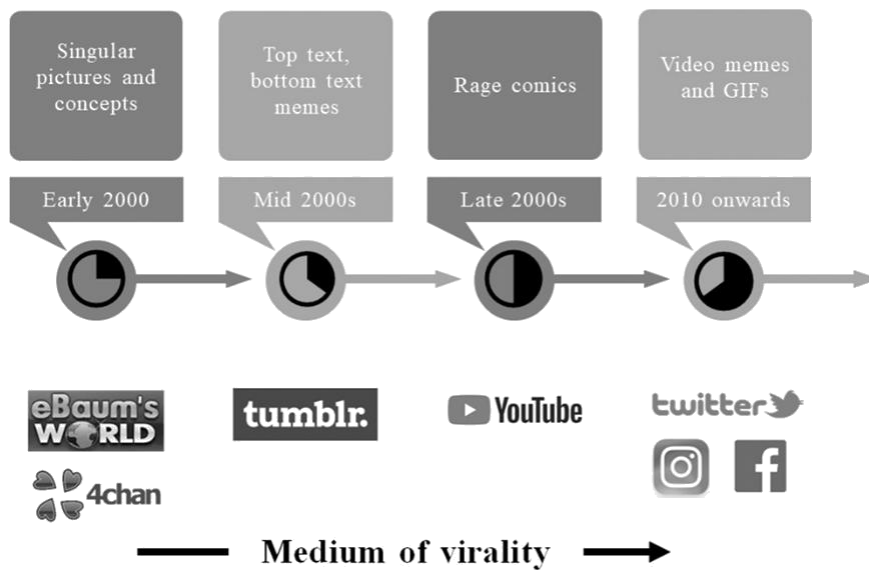 Singular
pictures and
concepts
Top text,
bottom text
memes
Rage comics
Video memes
and GIFs
Early 2000
Mid 2000s
Late 2000s
2010 onwards
eBaum's
WORLD
4chan
tumblr.
YouTube
twitter
f
Medium of virality